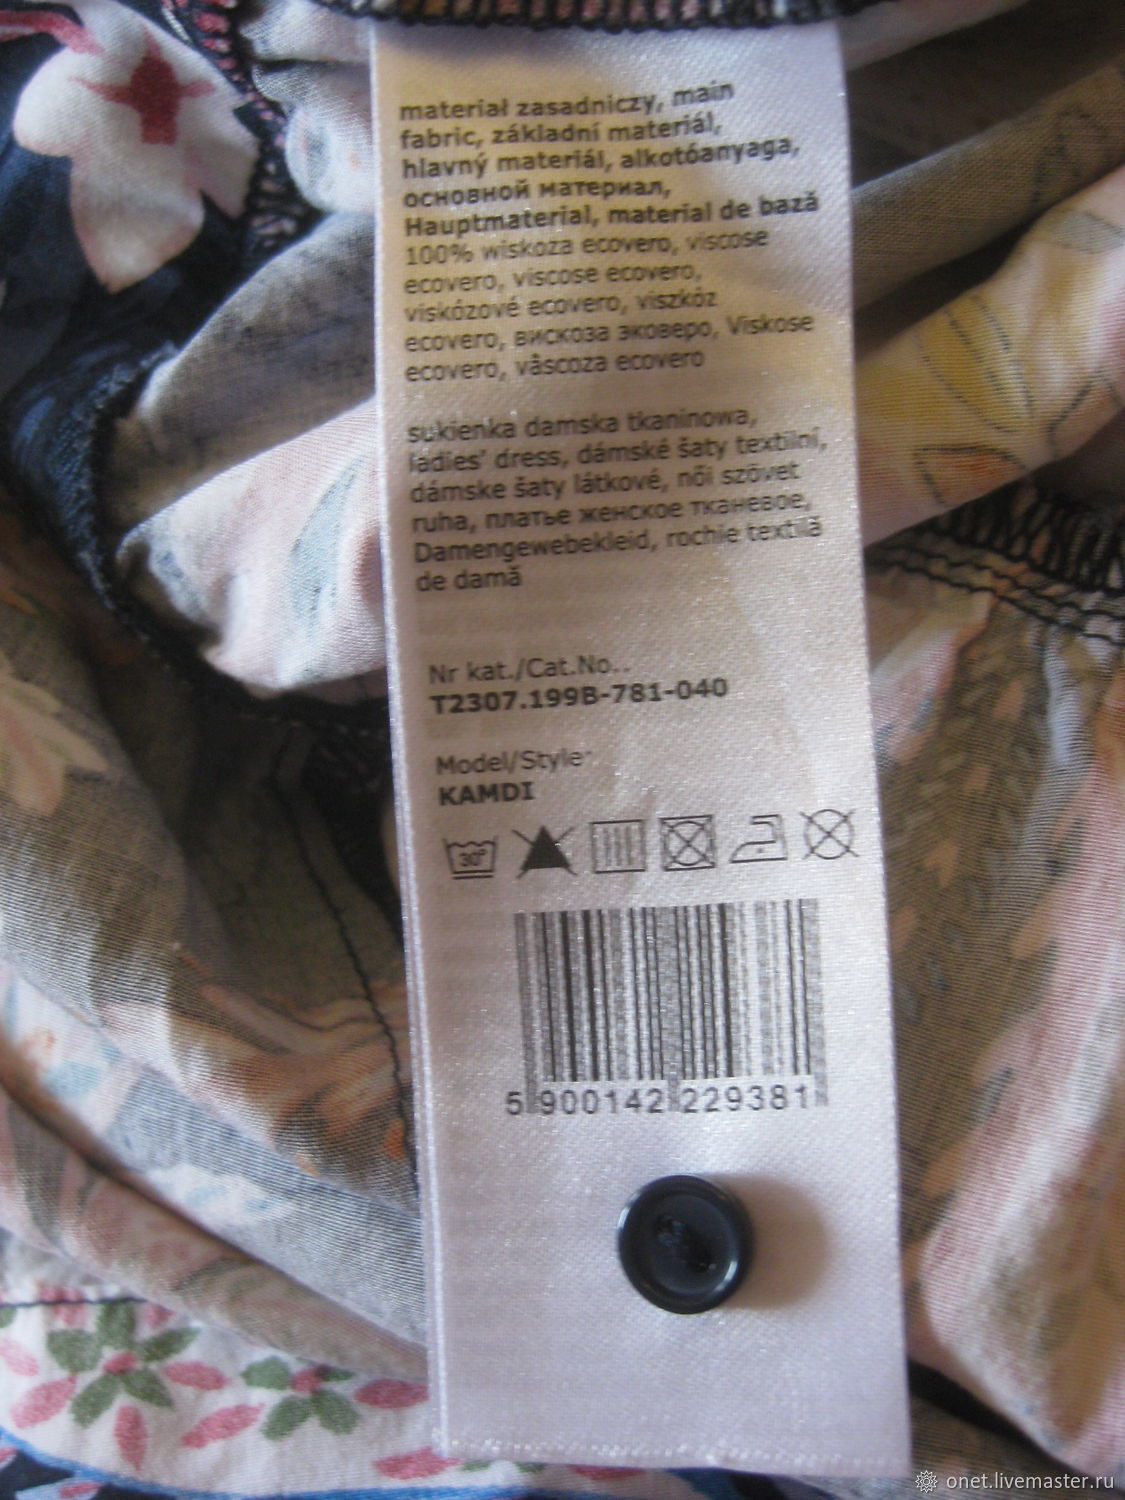 materiał zasadniczy, main
fabric, základní materiál,
hlavný materiál, alkotóanyaga,
основной материал,
Hauptmaterial, material de bază
100% wiskoza ecovero, viscose
ecovero, viscose ecovero,
viskózové ecovero, viszkóz
ecovero, вискоза эковеро, Viskose
ecovero, vâscoza ecovero
sukienka damska tkaninowa,
ladies' dress, dámské šaty textilní,
dámske šaty látkové, női szövet
ruha, платье женское тканевое,
Damengewebekleid, rochie textilă
de damă
Nr kat./Cat.No..
T2307.199B-781-040
Model/Style:
KAMDI
30°
5 900142 229381
onet.livemaster.ru